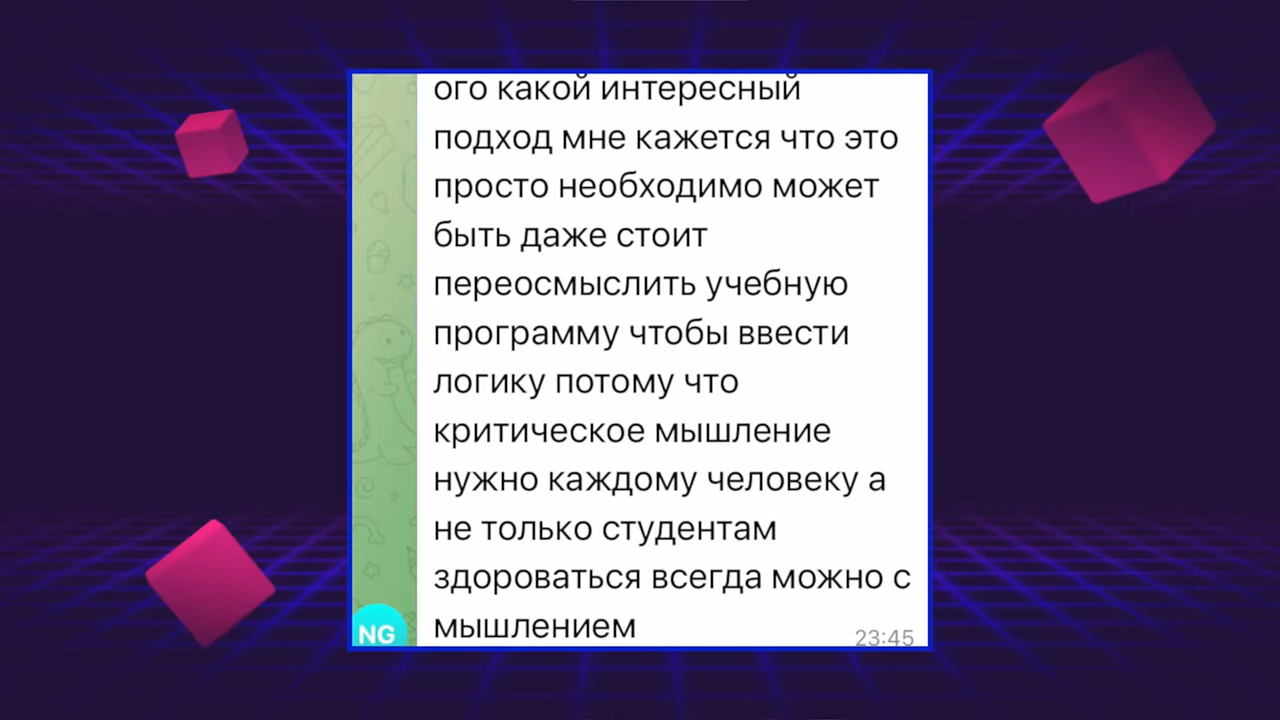 ого какой интересный
подход мне кажется что это
просто необходимо может
быть даже стоит
переосмыслить учебную
программу чтобы ввести
логику потому что
критическое мышление
нужно каждому человеку а
не только студентам
здороваться всегда можно с
мышлением
NG
23:45